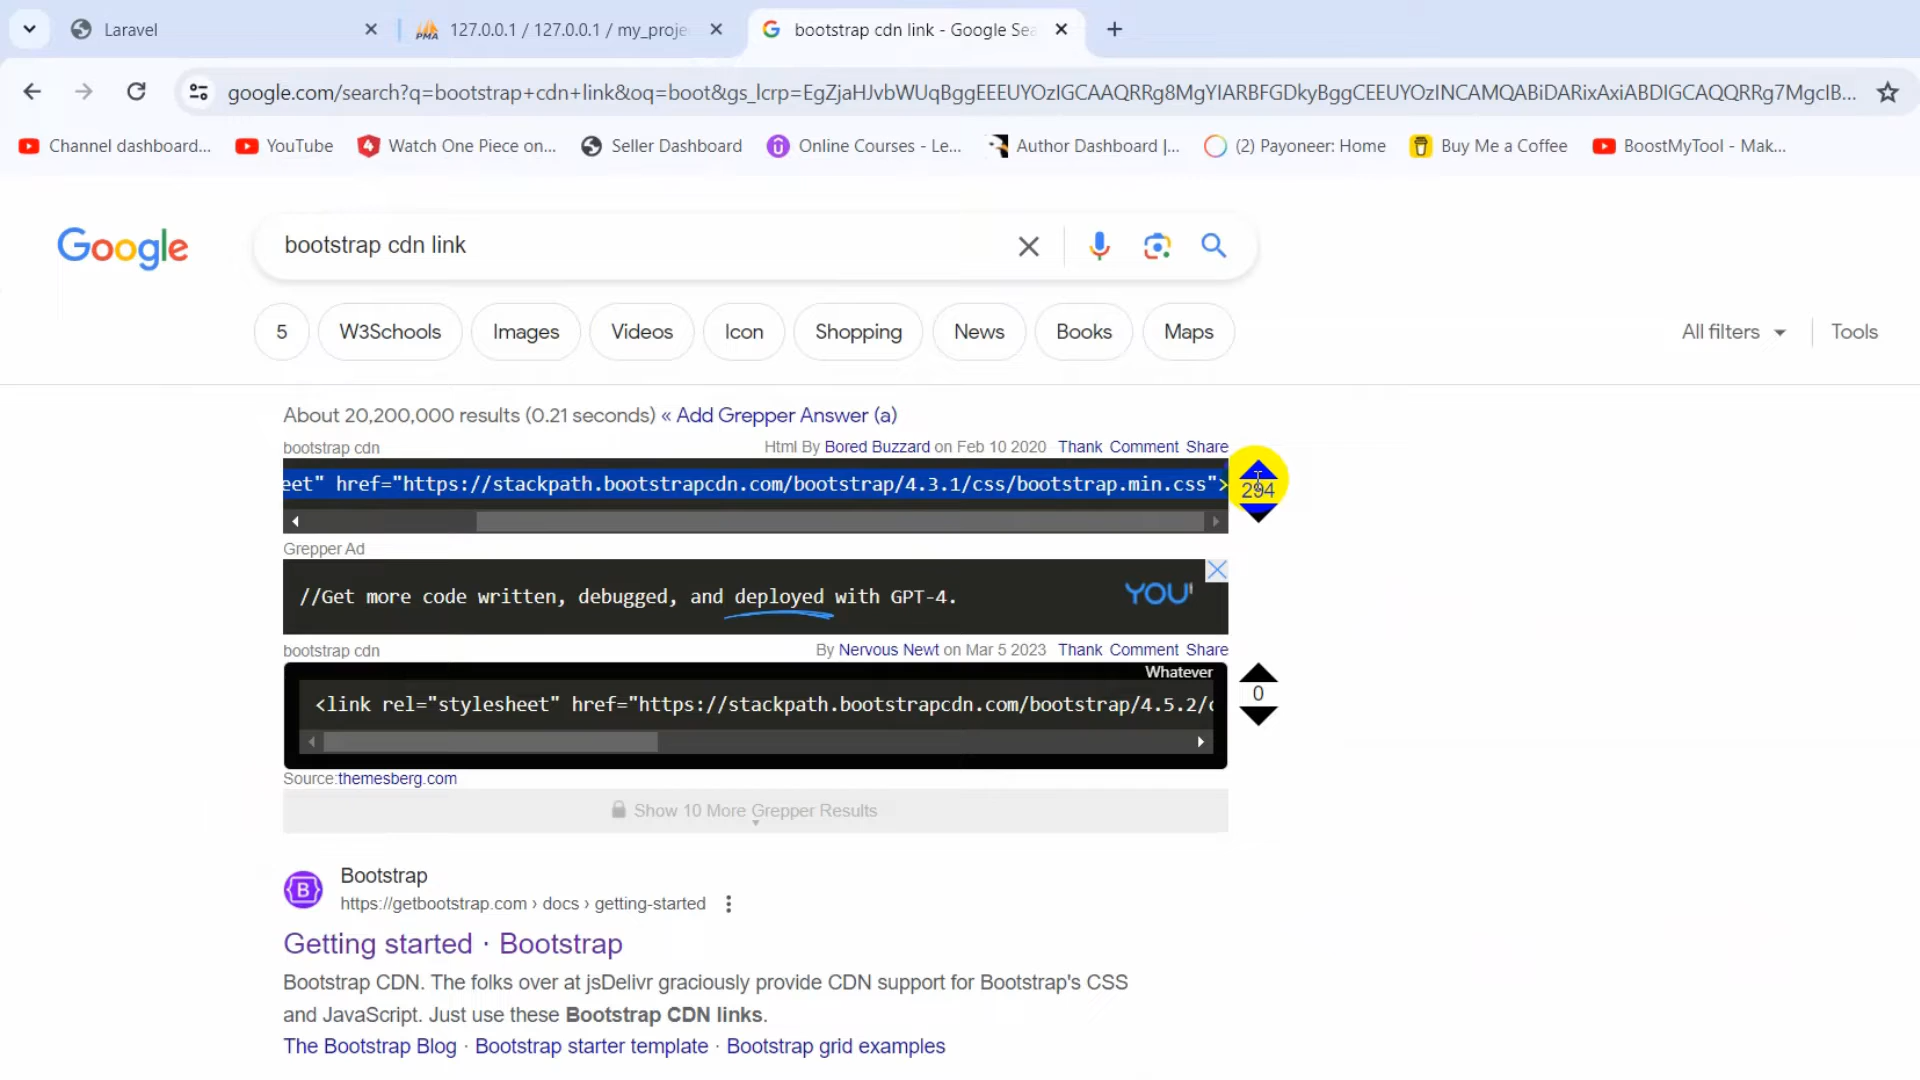 Laravel
PMA
127.0.0.1 / 127.0.0.1 / my_proje
bootstrap cdn link - Google Sea
google.com/search?q=bootstrap+cdn+link&oq=boot&gs_lcrp=EgZjaHJvbWUqBggEEEUYOzIGCAAQRRg8MgYIARBFGDkyBggCEEUYOzINCAMQABiDARixAxiABDIGCAQQRRg7MgcIB...
Channel dashboard...
YouTube
Watch One Piece on...
Seller Dashboard
Online Courses - Le...
Author Dashboard |...
(2) Payoneer: Home
Buy Me a Coffee
BoostMyTool - Mak...
Google
bootstrap cdn link
5
W3Schools
Images
Videos
Icon
Shopping
News
Books
Maps
All filters
Tools
About 20,200,000 results (0.21 seconds) « Add Grepper Answer (a)
bootstrap cdn
Html By Bored Buzzard on Feb 10 2020 Thank Comment Share
eet" href="https://stackpath.bootstrapcdn.com/bootstrap/4.3.1/css/bootstrap.min.css">
294
Grepper Ad
//Get more code written, debugged, and deployed with GPT-4.
YOU
bootstrap cdn
By Nervous Newt on Mar 5 2023 Thank Comment Share
Whatever
<link rel="stylesheet" href="https://stackpath.bootstrapcdn.com/bootstrap/4.5.2/c
0
Source:themesberg.com
Show 10 More Grepper Results
B
Bootstrap
https://getbootstrap.com › docs › getting-started
Getting started · Bootstrap
Bootstrap CDN. The folks over at jsDelivr graciously provide CDN support for Bootstrap's CSS
and JavaScript. Just use these Bootstrap CDN links.
The Bootstrap Blog · Bootstrap starter template · Bootstrap grid examples